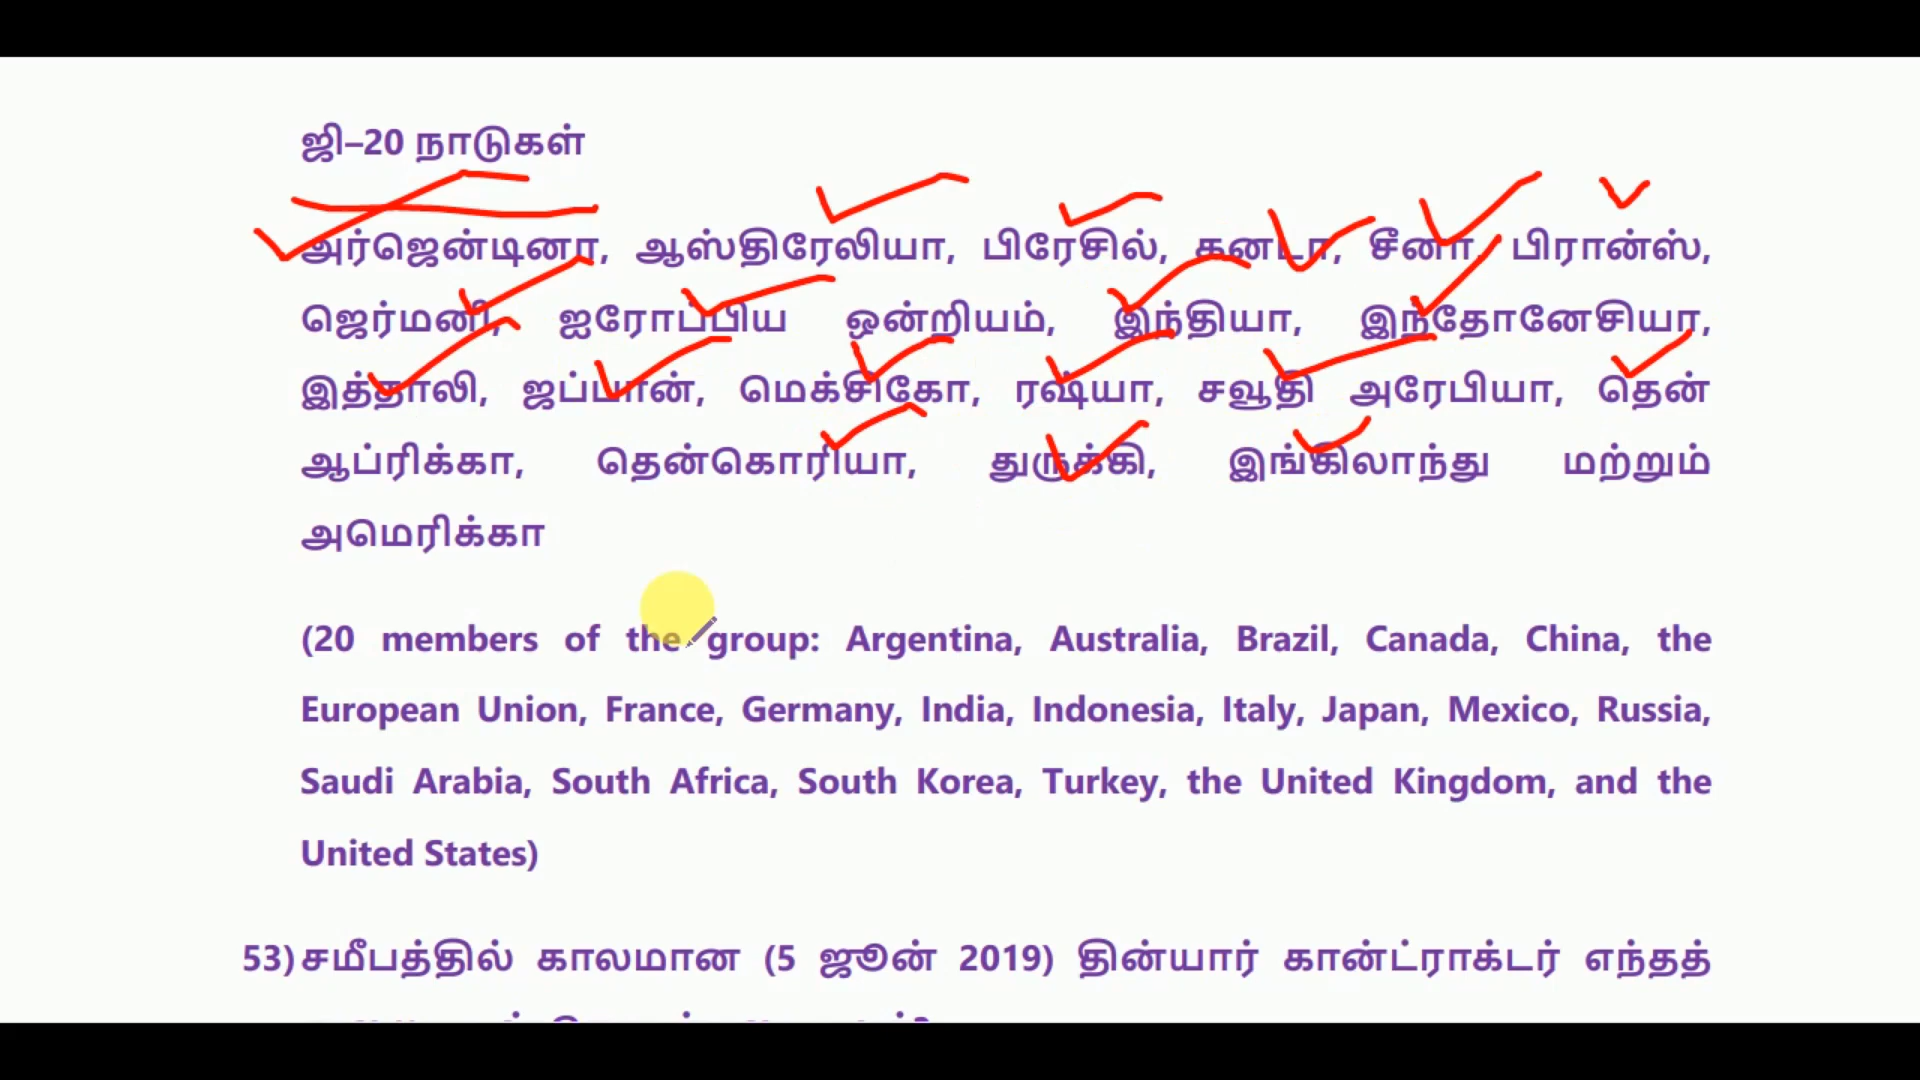 ஜி–20 நாடுகள்
அர்ஜென்டினா, ஆஸ்திரேலியா, பிரேசில், கனடா, சீனா, பிரான்ஸ்,
ஜெர்மனி, ஐரோப்பிய ஒன்றியம், இந்தியா, இந்தோனேசியா,
இத்தாலி, ஜப்பான், மெக்சிகோ, ரஷ்யா, சவூதி அரேபியா, தென்
ஆப்ரிக்கா, தென்கொரியா, துருக்கி, இங்கிலாந்து மற்றும்
அமெரிக்கா
(20 members of the group: Argentina, Australia, Brazil, Canada, China, the
European Union, France, Germany, India, Indonesia, Italy, Japan, Mexico, Russia,
Saudi Arabia, South Africa, South Korea, Turkey, the United Kingdom, and the
United States)
53) சமீபத்தில் காலமான (5 ஜூன் 2019) தின்யார் கான்ட்ராக்டர் எந்தத்